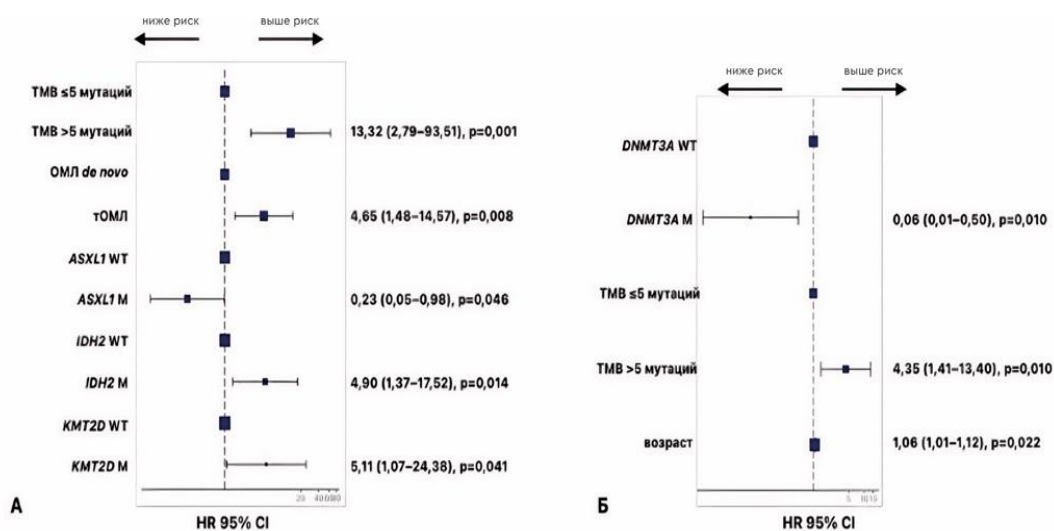 ниже риск
выше риск
TMB ≤5 мутаций
TMB >5 мутаций
13,32 (2,79–93,51), p=0,001
ОМЛ de novo
тОМЛ
4,65 (1,48–14,57), p=0,008
ASXL1 WT
ASXL1 M
0,23 (0,05–0,98), p=0,046
IDH2 WT
IDH2 M
4,90 (1,37–17,52), p=0,014
KMT2D WT
KMT2D M
5,11 (1,07–24,38), p=0,041
А
HR 95% CI
ниже риск
выше риск
DNMT3A WT
DNMT3A M
0,06 (0,01–0,50), p=0,010
TMB ≤5 мутаций
TMB >5 мутаций
4,35 (1,41–13,40), p=0,010
возраст
1,06 (1,01–1,12), p=0,022
5
Б
HR 95% CI